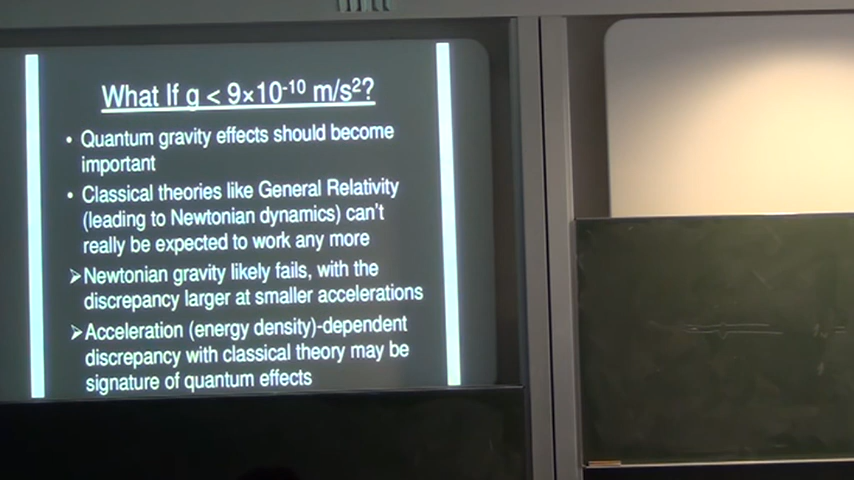 What If g < 9×10⁻¹⁰ m/s²?
• Quantum gravity effects should become
important
• Classical theories like General Relativity
(leading to Newtonian dynamics) can't
really be expected to work any more
➢Newtonian gravity likely fails, with the
discrepancy larger at smaller accelerations
➢Acceleration (energy density)-dependent
discrepancy with classical theory may be
signature of quantum effects